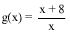 g(x) = (x + 8)/x